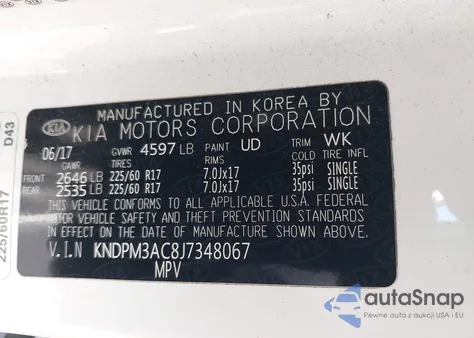 MANUFACTURED IN KOREA BY
KIA KIA MOTORS CORPORATION
06/17 GVWR 4597 LB PAINT UD TRIM WK
TIRES COLD TIRE INFL
FRONT 2646 LB 225/60 R17 7.0Jx17 35psi SINGLE
REAR 2535 LB 225/60 R17 7.0Jx17 35psi SINGLE
THIS VEHICLE CONFORMS TO ALL APPLICABLE U.S.A. FEDERAL
MOTOR VEHICLE SAFETY AND THEFT PREVENTION STANDARDS
IN EFFECT ON THE DATE OF MANUFACTURE SHOWN ABOVE.
V.I.N KNDPM3AC8J7348067
MPV
225/60R17 D43
autoSnap
Pewne auta z aukcji USA i EU